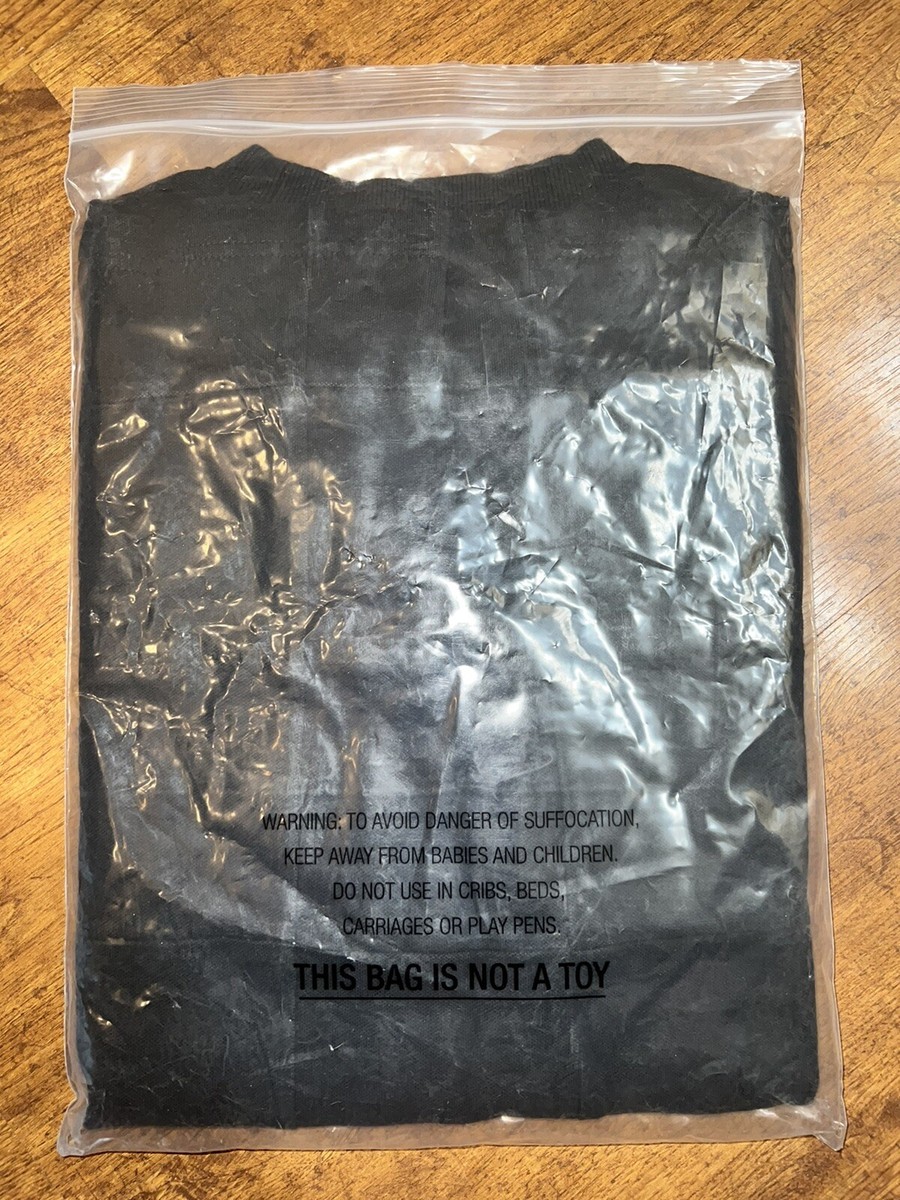 WARNING: TO AVOID DANGER OF SUFFOCATION,
KEEP AWAY FROM BABIES AND CHILDREN.
DO NOT USE IN CRIBS, BEDS,
CARRIAGES OR PLAY PENS.
THIS BAG IS NOT A TOY